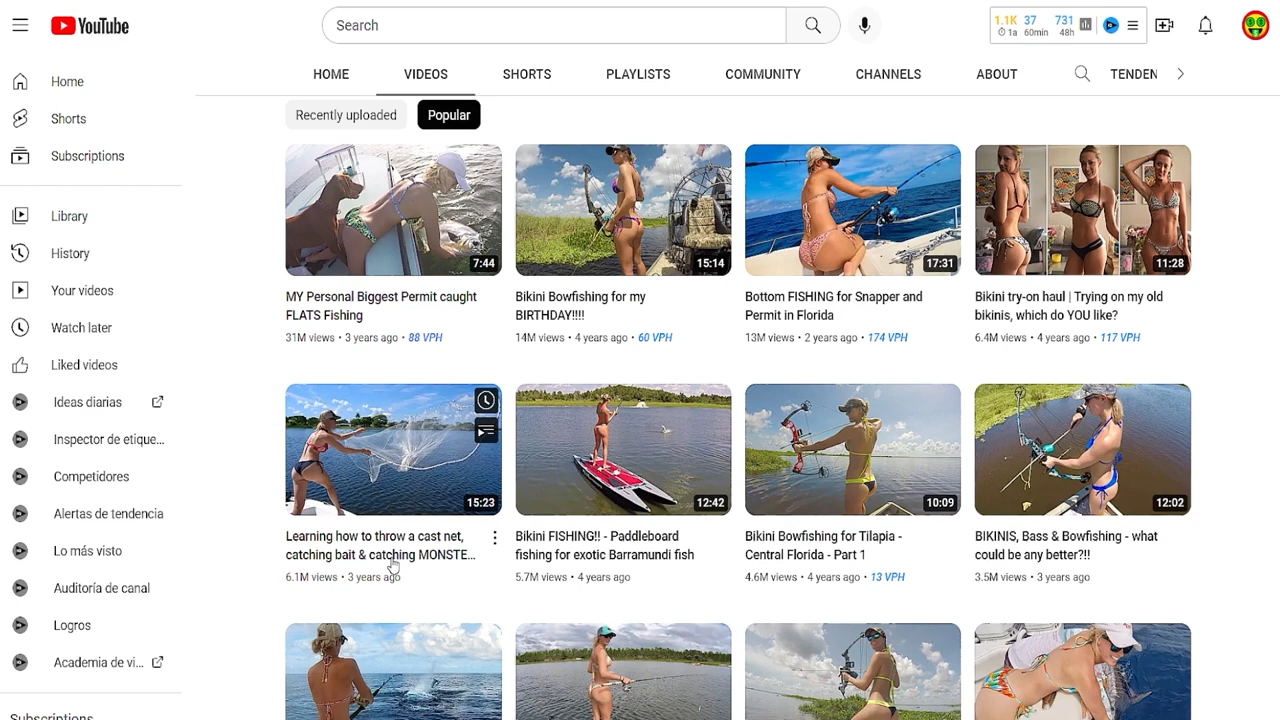 YouTube
Search
1.1K 37 731
1a 60min 48h
Home
Shorts
Subscriptions
Library
History
Your videos
Watch later
Liked videos
Ideas diarias
Inspector de etique...
Competidores
Alertas de tendencia
Lo más visto
Auditoría de canal
Logros
Academia de vi...
Subscriptions
HOME VIDEOS SHORTS PLAYLISTS COMMUNITY CHANNELS ABOUT TENDEN
Recently uploaded Popular
7:44 15:14 17:31 11:28
MY Personal Biggest Permit caught
FLATS Fishing
31M views • 3 years ago • 88 VPH
Bikini Bowfishing for my
BIRTHDAY!!!!
14M views • 4 years ago • 60 VPH
Bottom FISHING for Snapper and
Permit in Florida
13M views • 2 years ago • 174 VPH
Bikini try-on haul | Trying on my old
bikinis, which do YOU like?
6.4M views • 4 years ago • 117 VPH
15:23 12:42 10:09 12:02
Learning how to throw a cast net,
catching bait & catching MONSTE...
6.1M views • 3 years ago
Bikini FISHING!! - Paddleboard
fishing for exotic Barramundi fish
5.7M views • 4 years ago
Bikini Bowfishing for Tilapia -
Central Florida - Part 1
4.6M views • 4 years ago • 13 VPH
BIKINIS, Bass & Bowfishing - what
could be any better?!!
3.5M views • 3 years ago